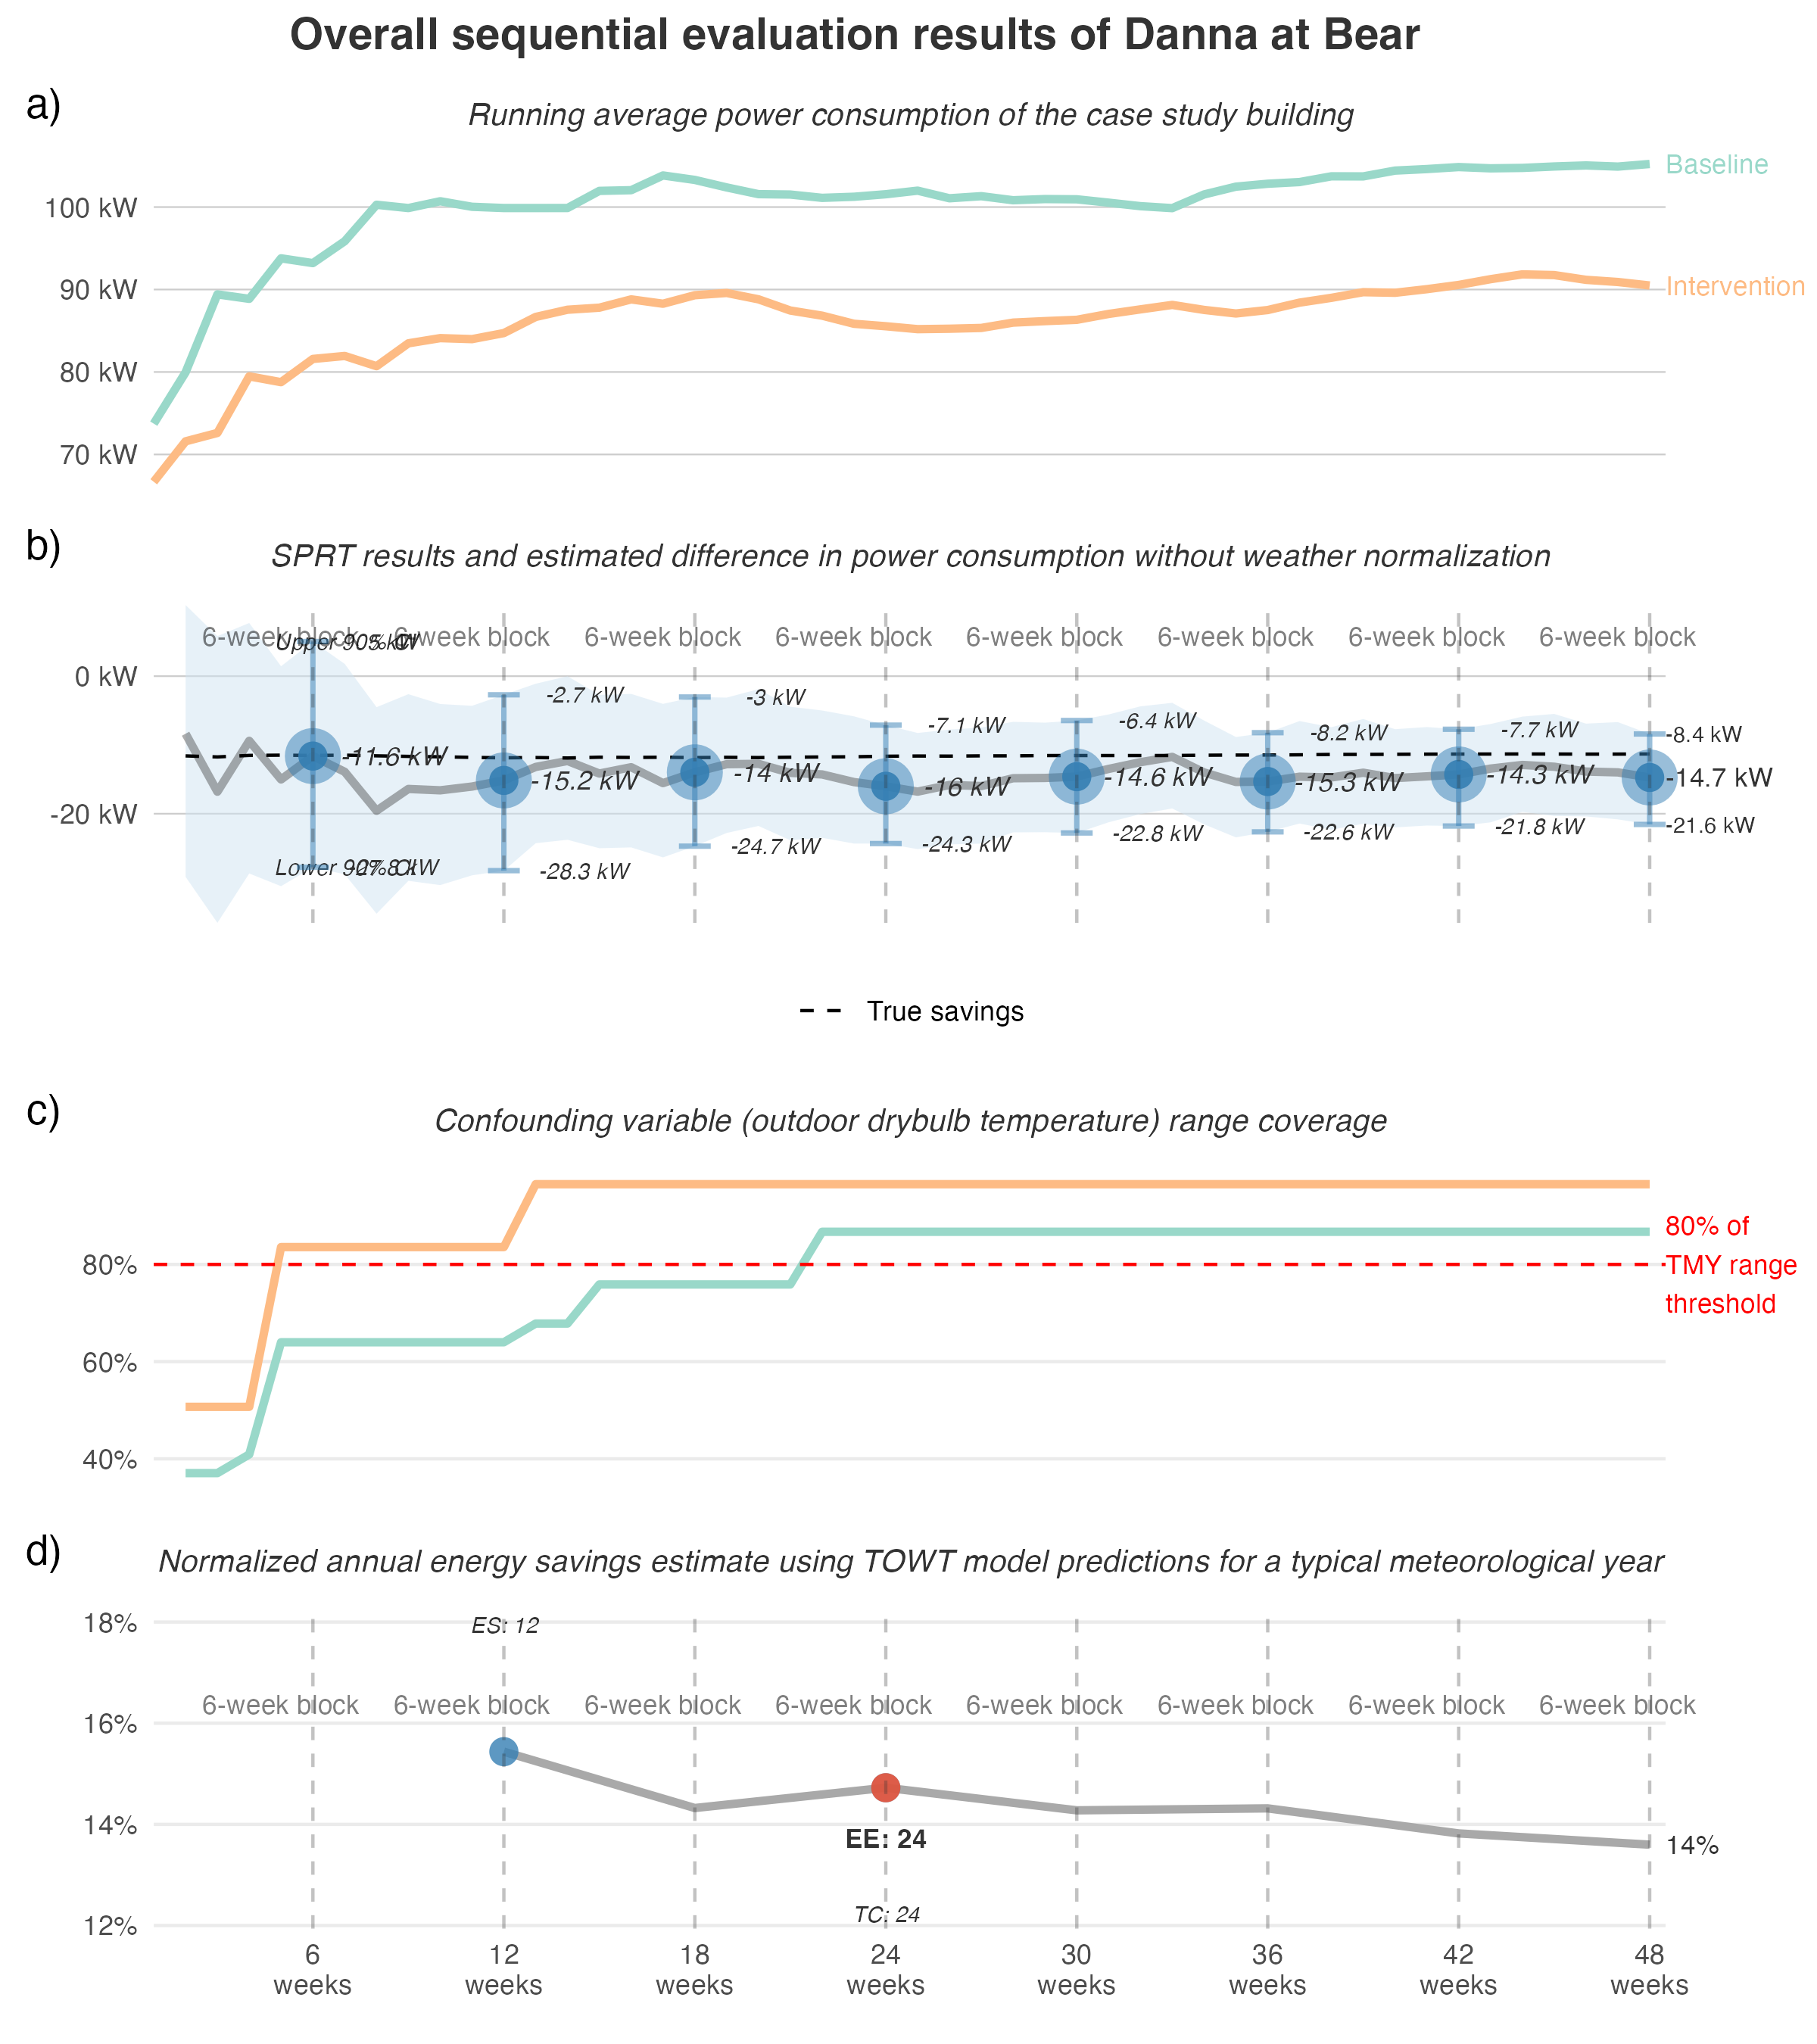 Overall sequential evaluation results of Danna at Bear
a)
Running average power consumption of the case study building
Baseline
100 kW
90 kW
Intervention
80 kW
70 kW
b)
SPRT results and estimated difference in power consumption without weather normalization
6-week block 6-week block 6-week block 6-week block 6-week block 6-week block 6-week block 6-week block
Upper 90% CI
0 kW
-2.7 kW -3 kW -7.1 kW -6.4 kW -8.2 kW -7.7 kW -8.4 kW
-11.6 kW -15.2 kW -14 kW -16 kW -14.6 kW -15.3 kW -14.3 kW -14.7 kW
-20 kW
Lower 90% CI -27.8 kW -28.3 kW -24.7 kW -24.3 kW -22.8 kW -22.6 kW -21.8 kW -21.6 kW
True savings
c)
Confounding variable (outdoor drybulb temperature) range coverage
80% of
TMY range
threshold
80%
60%
40%
d)
Normalized annual energy savings estimate using TOWT model predictions for a typical meteorological year
18%
ES: 12
6-week block 6-week block 6-week block 6-week block 6-week block 6-week block 6-week block 6-week block
16%
14%
EE: 24
14%
TC: 24
12%
6 12 18 24 30 36 42 48
weeks weeks weeks weeks weeks weeks weeks weeks